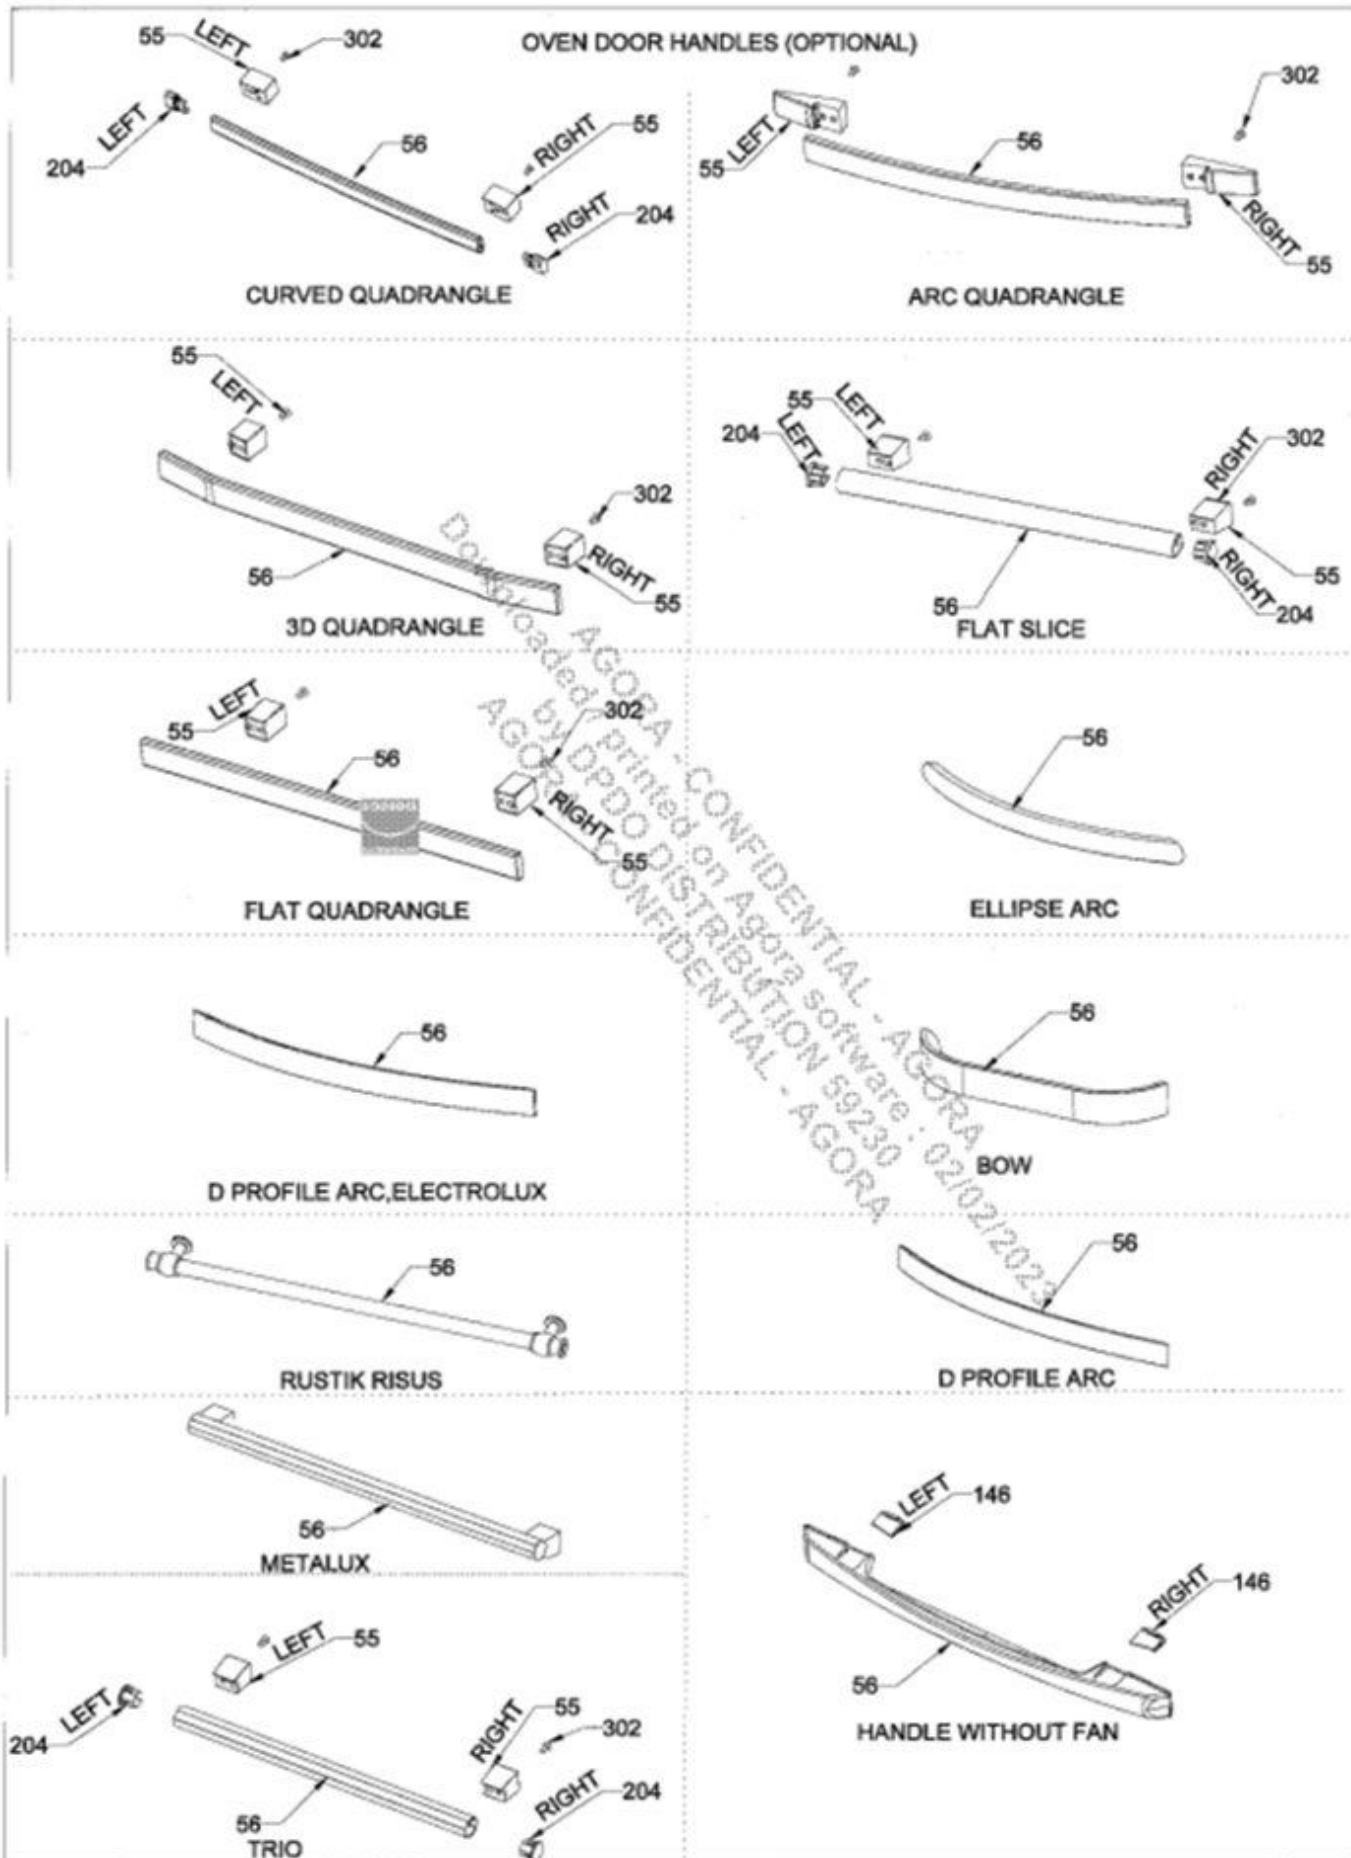 OVEN DOOR HANDLES (OPTIONAL)
55 LEFT 302
LEFT
204
56
RIGHT 55
RIGHT 204
CURVED QUADRANGLE
302
55 LEFT
56
RIGHT 55
ARC QUADRANGLE
55
LEFT
302
56
RIGHT
55
3D QUADRANGLE
55 LEFT
204 LEFT
RIGHT 302
55
56
RIGHT 204
FLAT SLICE
LEFT
55
56
302
RIGHT
55
FLAT QUADRANGLE
56
ELLIPSE ARC
56
D PROFILE ARC,ELECTROLUX
56
BOW
56
RUSTIK RISUS
56
D PROFILE ARC
56
METALUX
LEFT 146
RIGHT 146
56
HANDLE WITHOUT FAN
LEFT 55
LEFT
204
RIGHT 55
302
RIGHT 204
56
TRIO
AGORA - CONFIDENTIAL - AGORA
Downloaded / printed on Agora software : 02/02/2023
by DPDO DISTRIBUTION 59230
AGORA - CONFIDENTIAL - AGORA